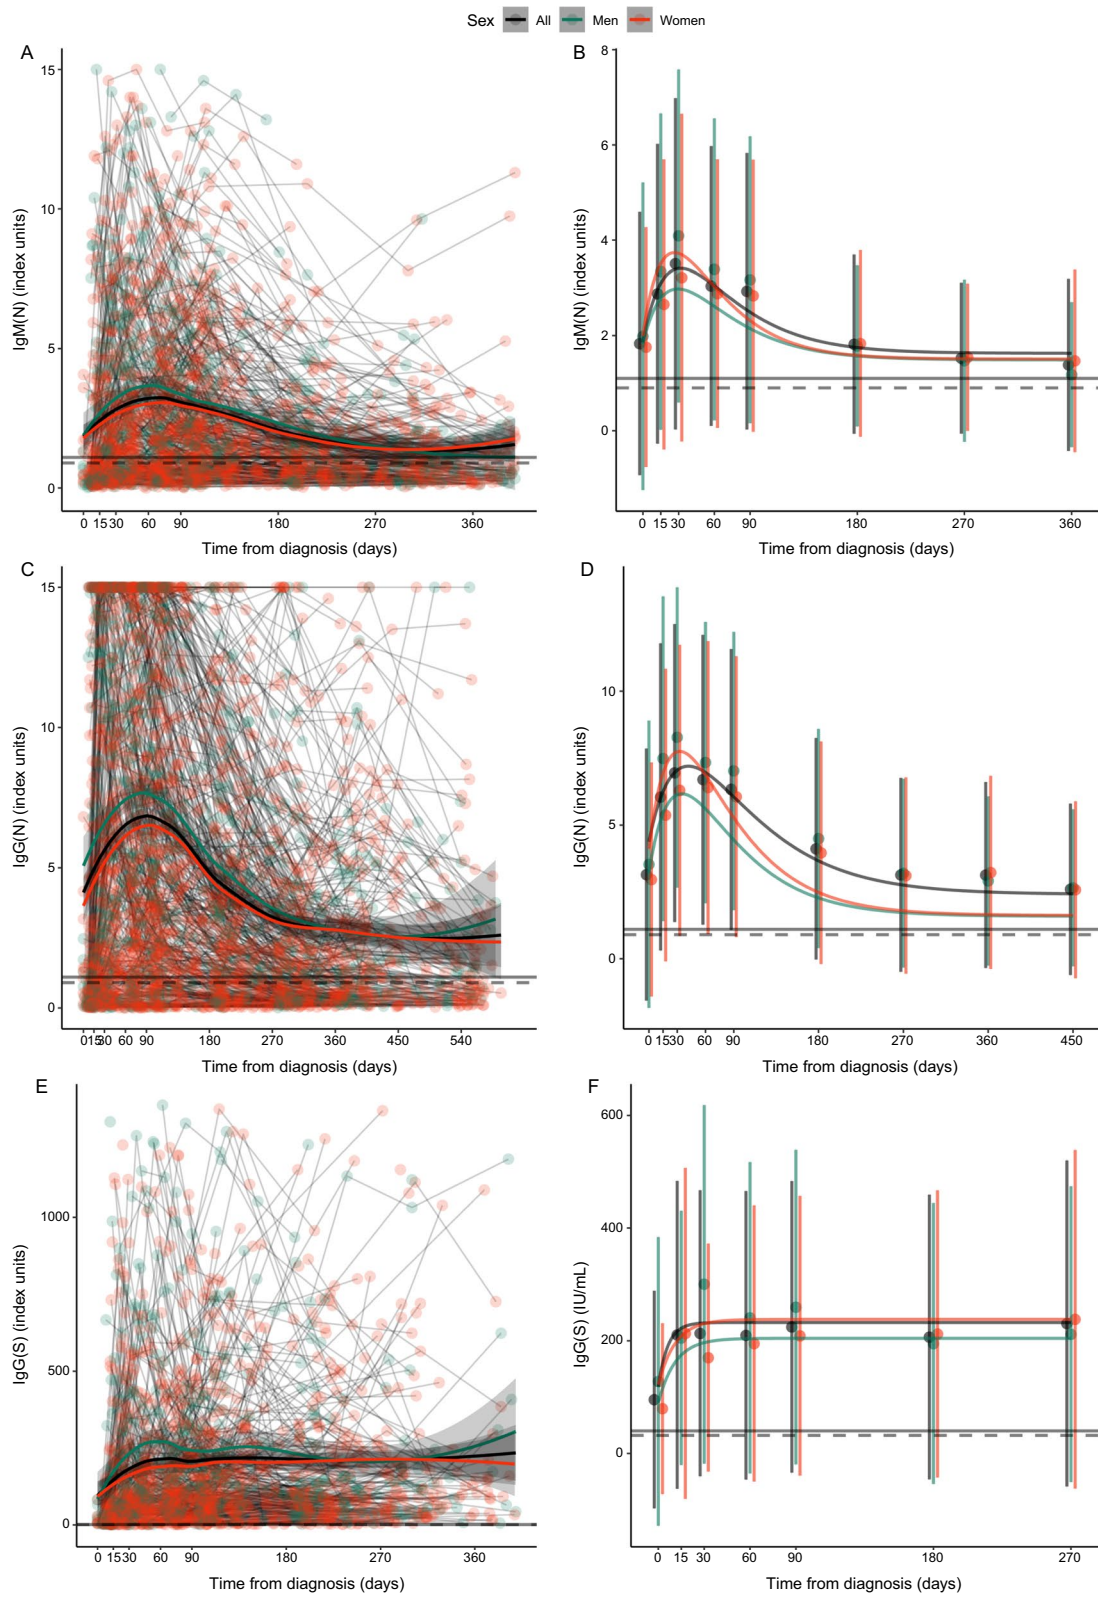 Sex All Men Women
A
15
10
5
0
IgM(N) (index units)
0 15 30 60 90 180 270 360
Time from diagnosis (days)
B
8
6
4
2
0
IgM(N) (index units)
0 15 30 60 90 180 270 360
Time from diagnosis (days)
C
15
10
5
0
IgG(N) (index units)
0 15 30 60 90 180 270 360 450 540
Time from diagnosis (days)
D
10
5
0
IgG(N) (index units)
0 15 30 60 90 180 270 360 450
Time from diagnosis (days)
E
1000
500
0
IgG(S) (index units)
0 15 30 60 90 180 270 360
Time from diagnosis (days)
F
600
400
200
0
IgG(S) (IU/mL)
0 15 30 60 90 180 270
Time from diagnosis (days)